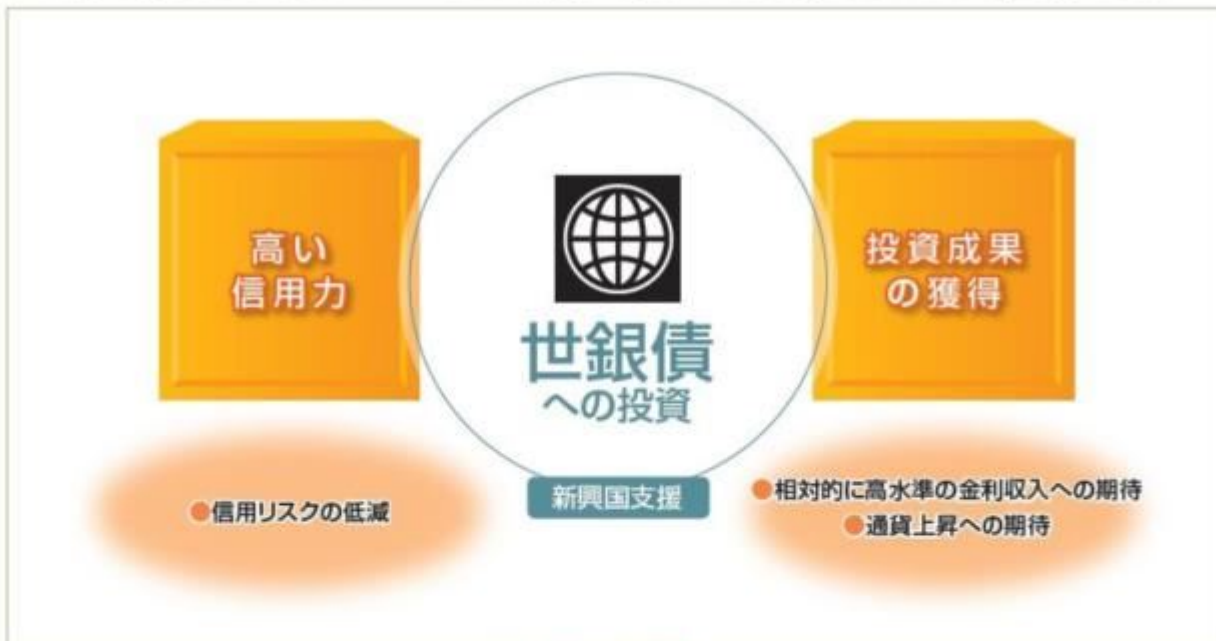 高い
信用力
世銀債
への投資
新興国支援
投資成果
の獲得
●信用リスクの低減
●相対的に高水準の金利収入への期待
●通貨上昇への期待